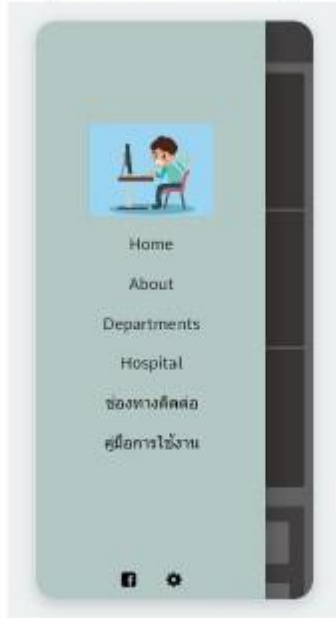 Home
About
Departments
Hospital
ช่องทางติดต่อ
คู่มือการใช้งาน